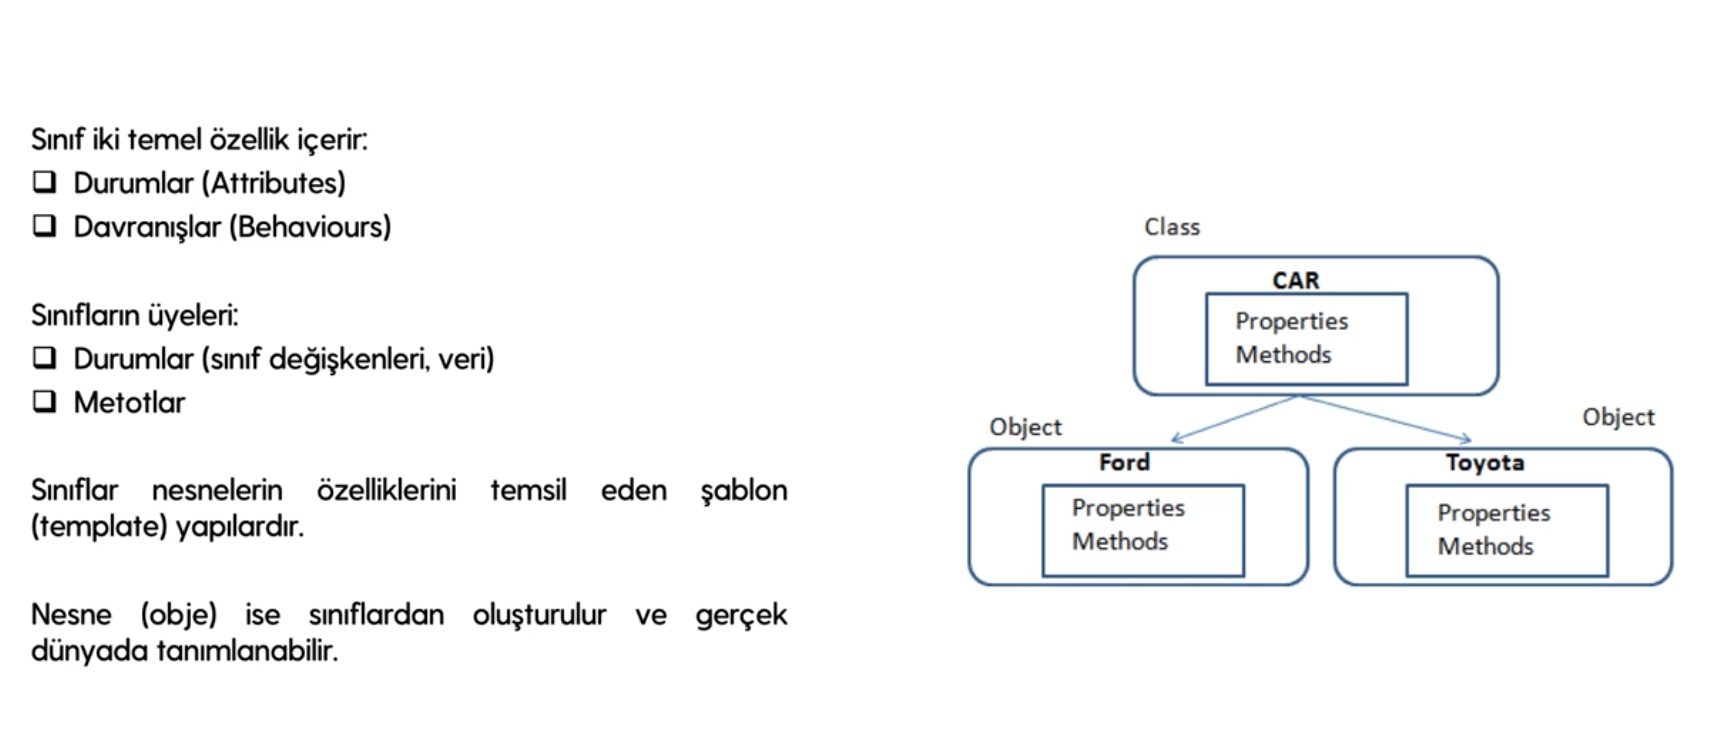 Sınıf iki temel özellik içerir:
❑ Durumlar (Attributes)
❑ Davranışlar (Behaviours)
Sınıfların üyeleri:
❑ Durumlar (sınıf değişkenleri, veri)
❑ Metotlar
Sınıflar nesnelerin özelliklerini temsil eden şablon
(template) yapılardır.
Nesne (obje) ise sınıflardan oluşturulur ve gerçek
dünyada tanımlanabilir.
Class
CAR
Properties
Methods
Object
Ford
Properties
Methods
Object
Toyota
Properties
Methods